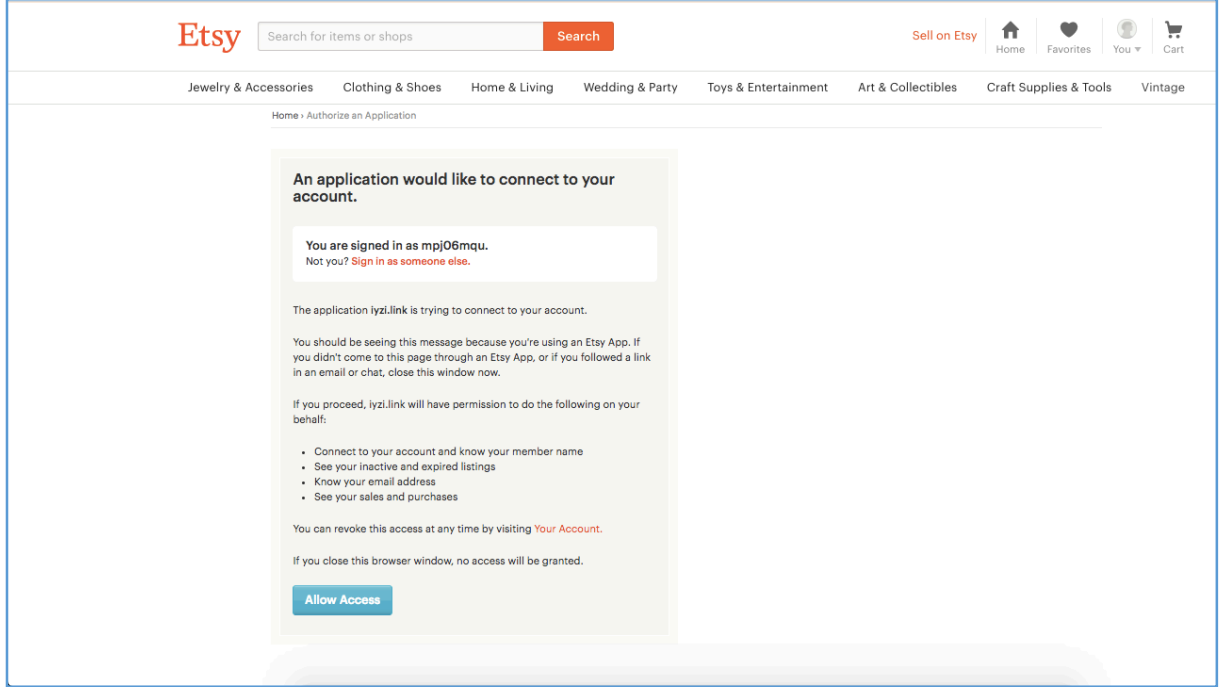 Etsy
Search for items or shops
Search
Sell on Etsy
Home
Favorites
You ▼
Cart
Jewelry & Accessories
Clothing & Shoes
Home & Living
Wedding & Party
Toys & Entertainment
Art & Collectibles
Craft Supplies & Tools
Vintage
Home › Authorize an Application
An application would like to connect to your
account.
You are signed in as mpj06mqu.
Not you? Sign in as someone else.
The application iyzi.link is trying to connect to your account.
You should be seeing this message because you're using an Etsy App. If
you didn't come to this page through an Etsy App, or if you followed a link
in an email or chat, close this window now.
If you proceed, iyzi.link will have permission to do the following on your
behalf:
• Connect to your account and know your member name
• See your inactive and expired listings
• Know your email address
• See your sales and purchases
You can revoke this access at any time by visiting Your Account.
If you close this browser window, no access will be granted.
Allow Access